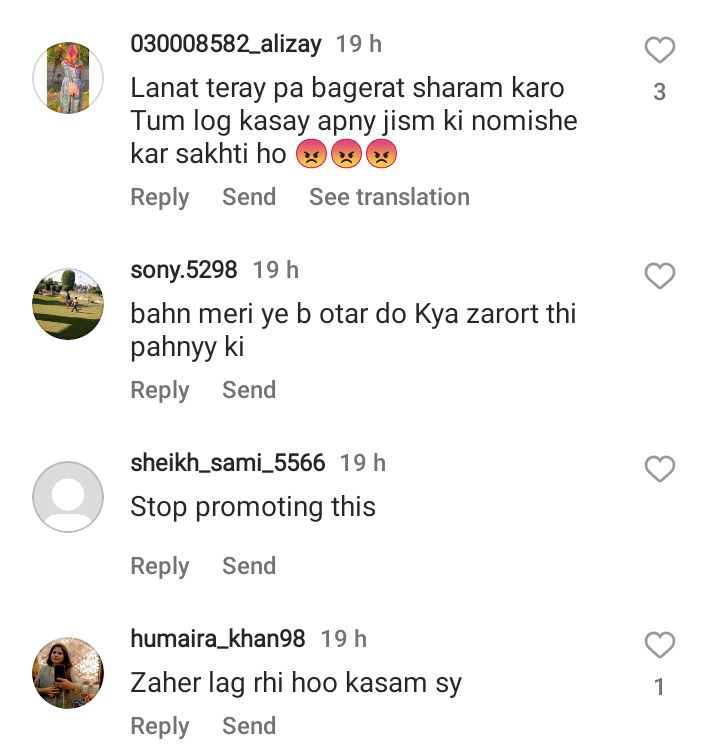 030008582_alizay 19 h
Lanat teray pa bagerat sharam karo
3
Tum log kasay apny jism ki nomishe
kar sakhti ho 😡😡😡
Reply Send See translation
sony.5298 19 h
bahn meri ye b otar do Kya zarort thi
pahnyy ki
Reply Send
sheikh_sami_5566 19 h
Stop promoting this
Reply Send
humaira_khan98 19 h
Zaher lag rhi hoo kasam sy
1
Reply Send